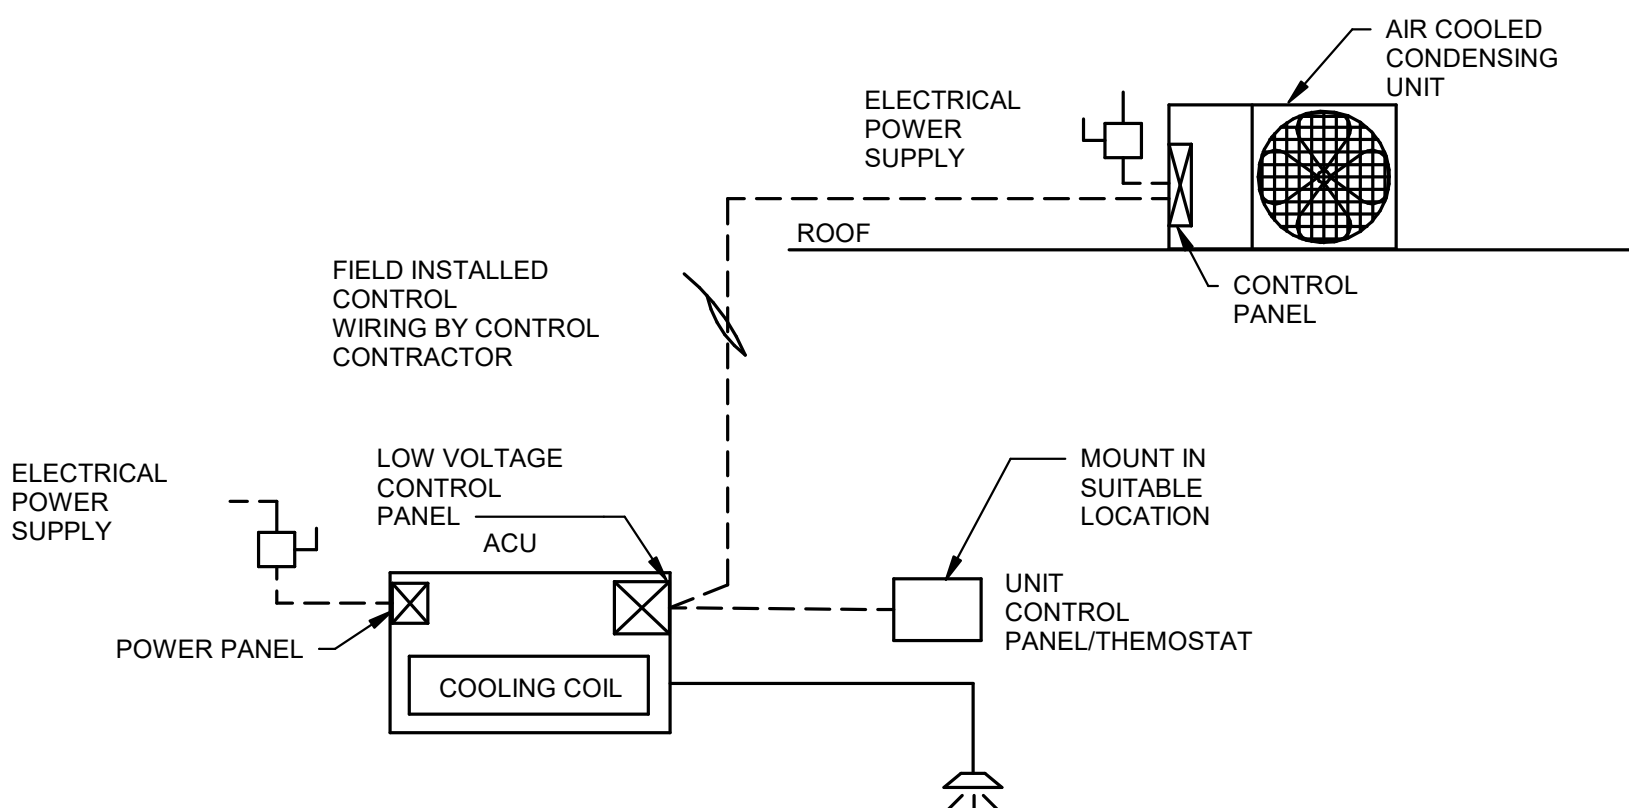 AIR COOLED
CONDENSING
UNIT
ELECTRICAL
POWER
SUPPLY
ROOF
CONTROL
PANEL
FIELD INSTALLED
CONTROL
WIRING BY CONTROL
CONTRACTOR
ELECTRICAL
POWER
SUPPLY
LOW VOLTAGE
CONTROL
PANEL
ACU
MOUNT IN
SUITABLE
LOCATION
UNIT
CONTROL
PANEL/THEMOSTAT
POWER PANEL
COOLING COIL